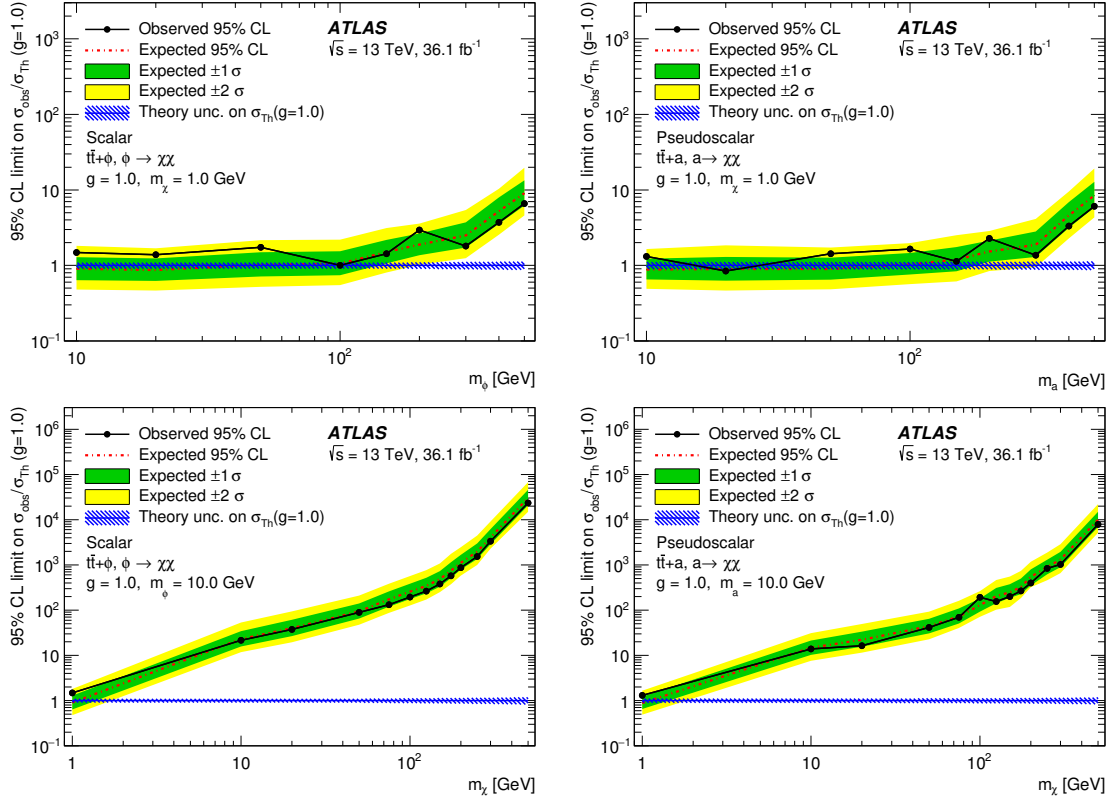 95% CL limit on σobs/σTh (g=1.0)
10³
10²
10
1
10⁻¹
Observed 95% CL
Expected 95% CL
Expected ±1 σ
Expected ±2 σ
Theory unc. on σTh(g=1.0)
ATLAS
√s = 13 TeV, 36.1 fb⁻¹
Scalar
tt̄+ϕ, ϕ → χχ
g = 1.0, mχ = 1.0 GeV
10 10²
mϕ [GeV]
95% CL limit on σobs/σTh (g=1.0)
10³
10²
10
1
10⁻¹
Observed 95% CL
Expected 95% CL
Expected ±1 σ
Expected ±2 σ
Theory unc. on σTh(g=1.0)
ATLAS
√s = 13 TeV, 36.1 fb⁻¹
Pseudoscalar
tt̄+a, a→ χχ
g = 1.0, mχ = 1.0 GeV
10 10²
ma [GeV]
95% CL limit on σobs/σTh (g=1.0)
10⁶
10⁵
10⁴
10³
10²
10
1
10⁻¹
Observed 95% CL
Expected 95% CL
Expected ±1 σ
Expected ±2 σ
Theory unc. on σTh(g=1.0)
ATLAS
√s = 13 TeV, 36.1 fb⁻¹
Scalar
tt̄+ϕ, ϕ → χχ
g = 1.0, mϕ = 10.0 GeV
1 10 10²
mχ [GeV]
95% CL limit on σobs/σTh (g=1.0)
10⁶
10⁵
10⁴
10³
10²
10
1
10⁻¹
Observed 95% CL
Expected 95% CL
Expected ±1 σ
Expected ±2 σ
Theory unc. on σTh(g=1.0)
ATLAS
√s = 13 TeV, 36.1 fb⁻¹
Pseudoscalar
tt̄+a, a→ χχ
g = 1.0, ma = 10.0 GeV
1 10 10²
mχ [GeV]